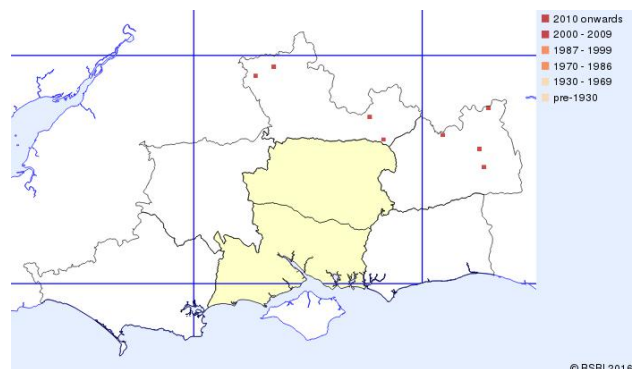 2010 onwards
2000 - 2009
1987 - 1999
1970 - 1986
1930 - 1969
pre-1930
© BSBI 2016